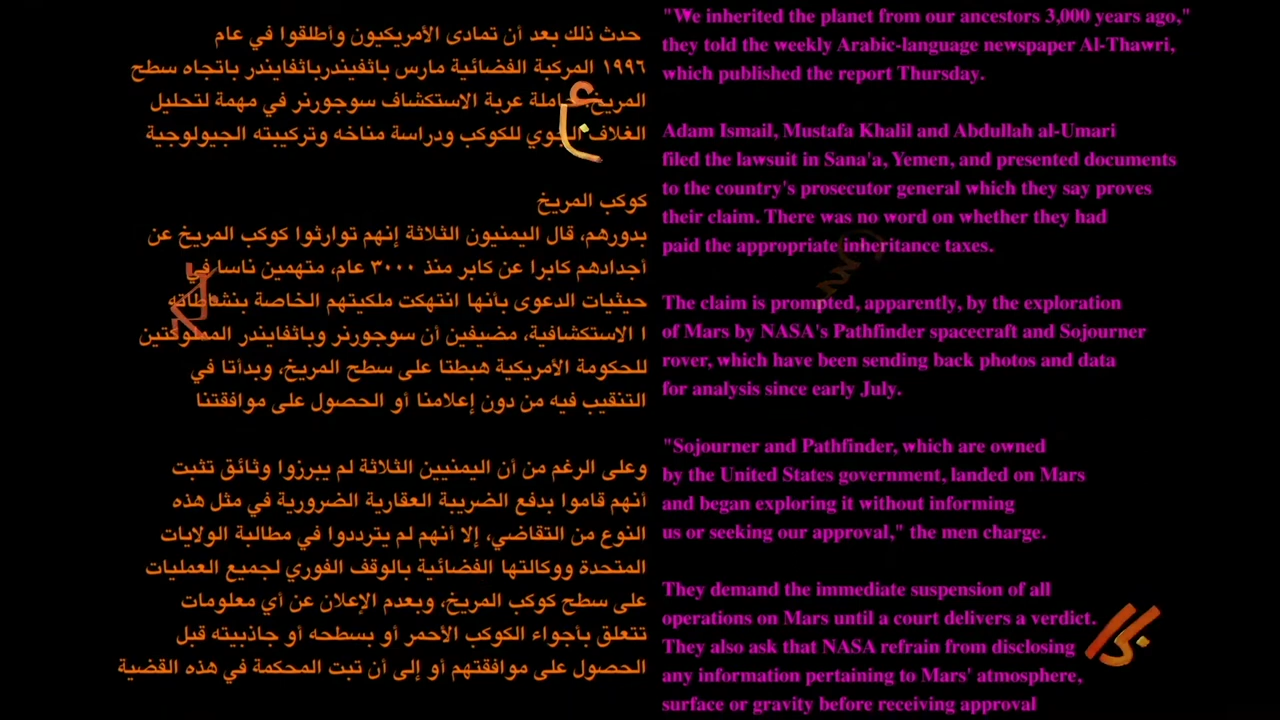 حدث ذلك بعد أن تمادى الأمريكيون وأطلقوا في عام
١٩٩٦ المركبة الفضائية مارس باثفيندرباثفايندر باتجاه سطح
المريخ، حاملة عربة الاستكشاف سوجورنر في مهمة لتحليل
الغلاف الجوي للكوكب ودراسة مناخه وتركيبته الجيولوجية
كوكب المريخ
بدورهم، قال اليمنيون الثلاثة إنهم توارثوا كوكب المريخ عن
أجدادهم كابرا عن كابر منذ ٣٠٠٠ عام، متهمين ناسا في
حيثيات الدعوى بأنها انتهكت ملكيتهم الخاصة بنشاطاته
ا الاستكشافية، مضيفين أن سوجورنر وباثفايندر المملوكتين
للحكومة الأمريكية هبطتا على سطح المريخ، وبدأتا في
التنقيب فيه من دون إعلامنا أو الحصول على موافقتنا
وعلى الرغم من أن اليمنيين الثلاثة لم يبرزوا وثائق تثبت
أنهم قاموا بدفع الضريبة العقارية الضرورية في مثل هذه
النوع من التقاضي، إلا أنهم لم يترددوا في مطالبة الولايات
المتحدة ووكالتها الفضائية بالوقف الفوري لجميع العمليات
على سطح كوكب المريخ، وبعدم الإعلان عن أي معلومات
تتعلق بأجواء الكوكب الأحمر أو بسطحه أو جاذبيته قبل
الحصول على موافقتهم أو إلى أن تبت المحكمة في هذه القضية
"We inherited the planet from our ancestors 3,000 years ago,"
they told the weekly Arabic-language newspaper Al-Thawri,
which published the report Thursday.
Adam Ismail, Mustafa Khalil and Abdullah al-Umari
filed the lawsuit in Sana'a, Yemen, and presented documents
to the country's prosecutor general which they say proves
their claim. There was no word on whether they had
paid the appropriate inheritance taxes.
The claim is prompted, apparently, by the exploration
of Mars by NASA's Pathfinder spacecraft and Sojourner
rover, which have been sending back photos and data
for analysis since early July.
"Sojourner and Pathfinder, which are owned
by the United States government, landed on Mars
and began exploring it without informing
us or seeking our approval," the men charge.
They demand the immediate suspension of all
operations on Mars until a court delivers a verdict.
They also ask that NASA refrain from disclosing
any information pertaining to Mars' atmosphere,
surface or gravity before receiving approval